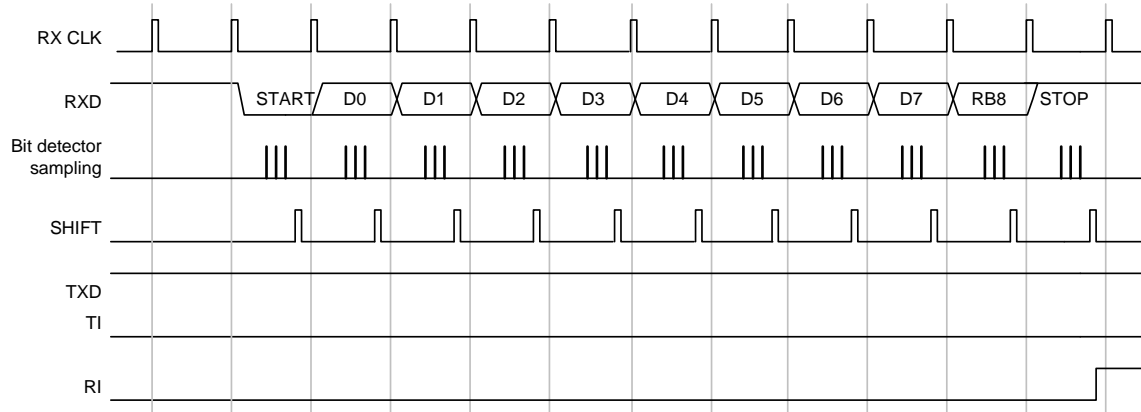 RX CLK
RXD
START D0 D1 D2 D3 D4 D5 D6 D7 RB8 STOP
Bit detector
sampling
SHIFT
TXD
TI
RI